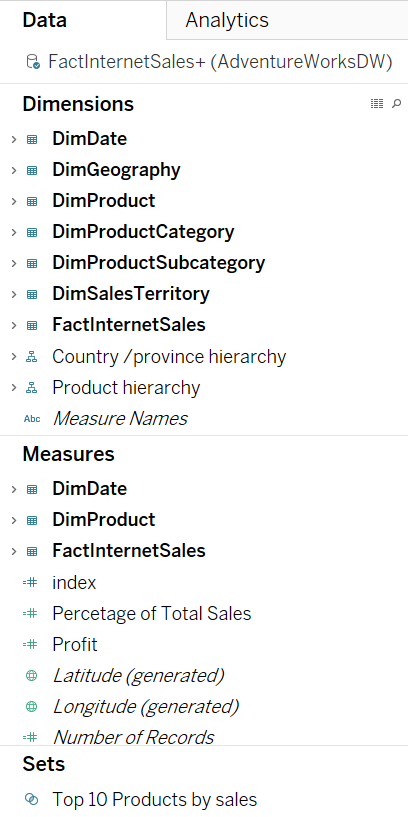 Data Analytics
FactInternetSales+ (AdventureWorksDW)
Dimensions
DimDate
DimGeography
DimProduct
DimProductCategory
DimProductSubcategory
DimSalesTerritory
FactInternetSales
Country /province hierarchy
Product hierarchy
Abc Measure Names
Measures
DimDate
DimProduct
FactInternetSales
index
Percetage of Total Sales
Profit
Latitude (generated)
Longitude (generated)
Number of Records
Sets
Top 10 Products by sales